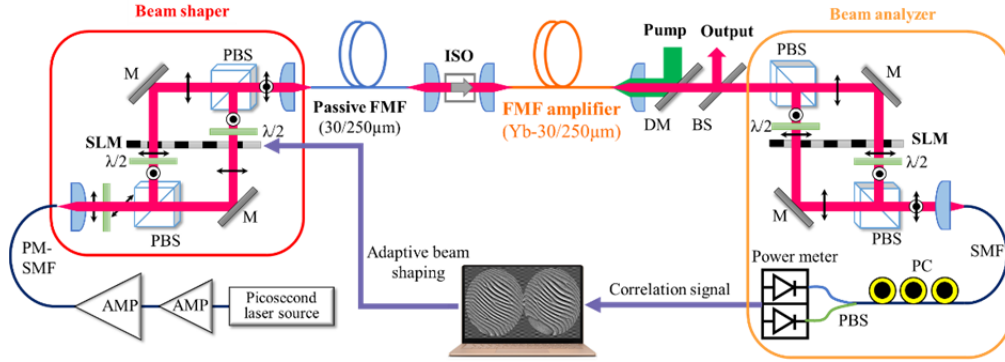 Beam shaper
PBS
M
ISO
Pump
Output
Beam analyzer
PBS
M
Passive FMF
(30/250μm)
FMF amplifier
(Yb-30/250μm)
DM
BS
λ/2
SLM
λ/2
λ/2
SLM
λ/2
M
PBS
M
PBS
PM-
SMF
Adaptive beam
shaping
Power meter
PC
SMF
Correlation signal
PBS
AMP
AMP
Picosecond
laser source